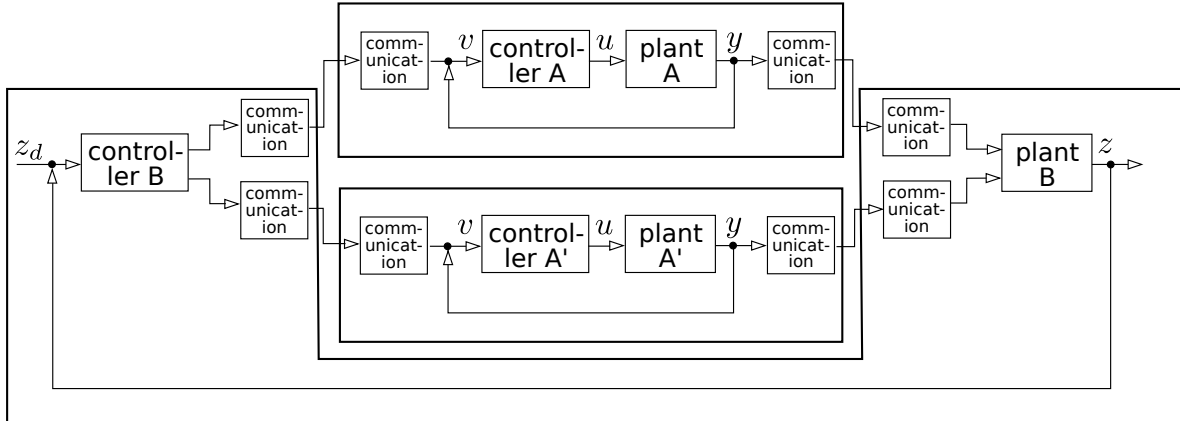 comm-
unicat-
ion
v
control-
ler A
u
plant
A
y
comm-
unicat-
ion
z_d
control-
ler B
comm-
unicat-
ion
comm-
unicat-
ion
comm-
unicat-
ion
v
control-
ler A'
u
plant
A'
y
comm-
unicat-
ion
comm-
unicat-
ion
comm-
unicat-
ion
plant
B
z